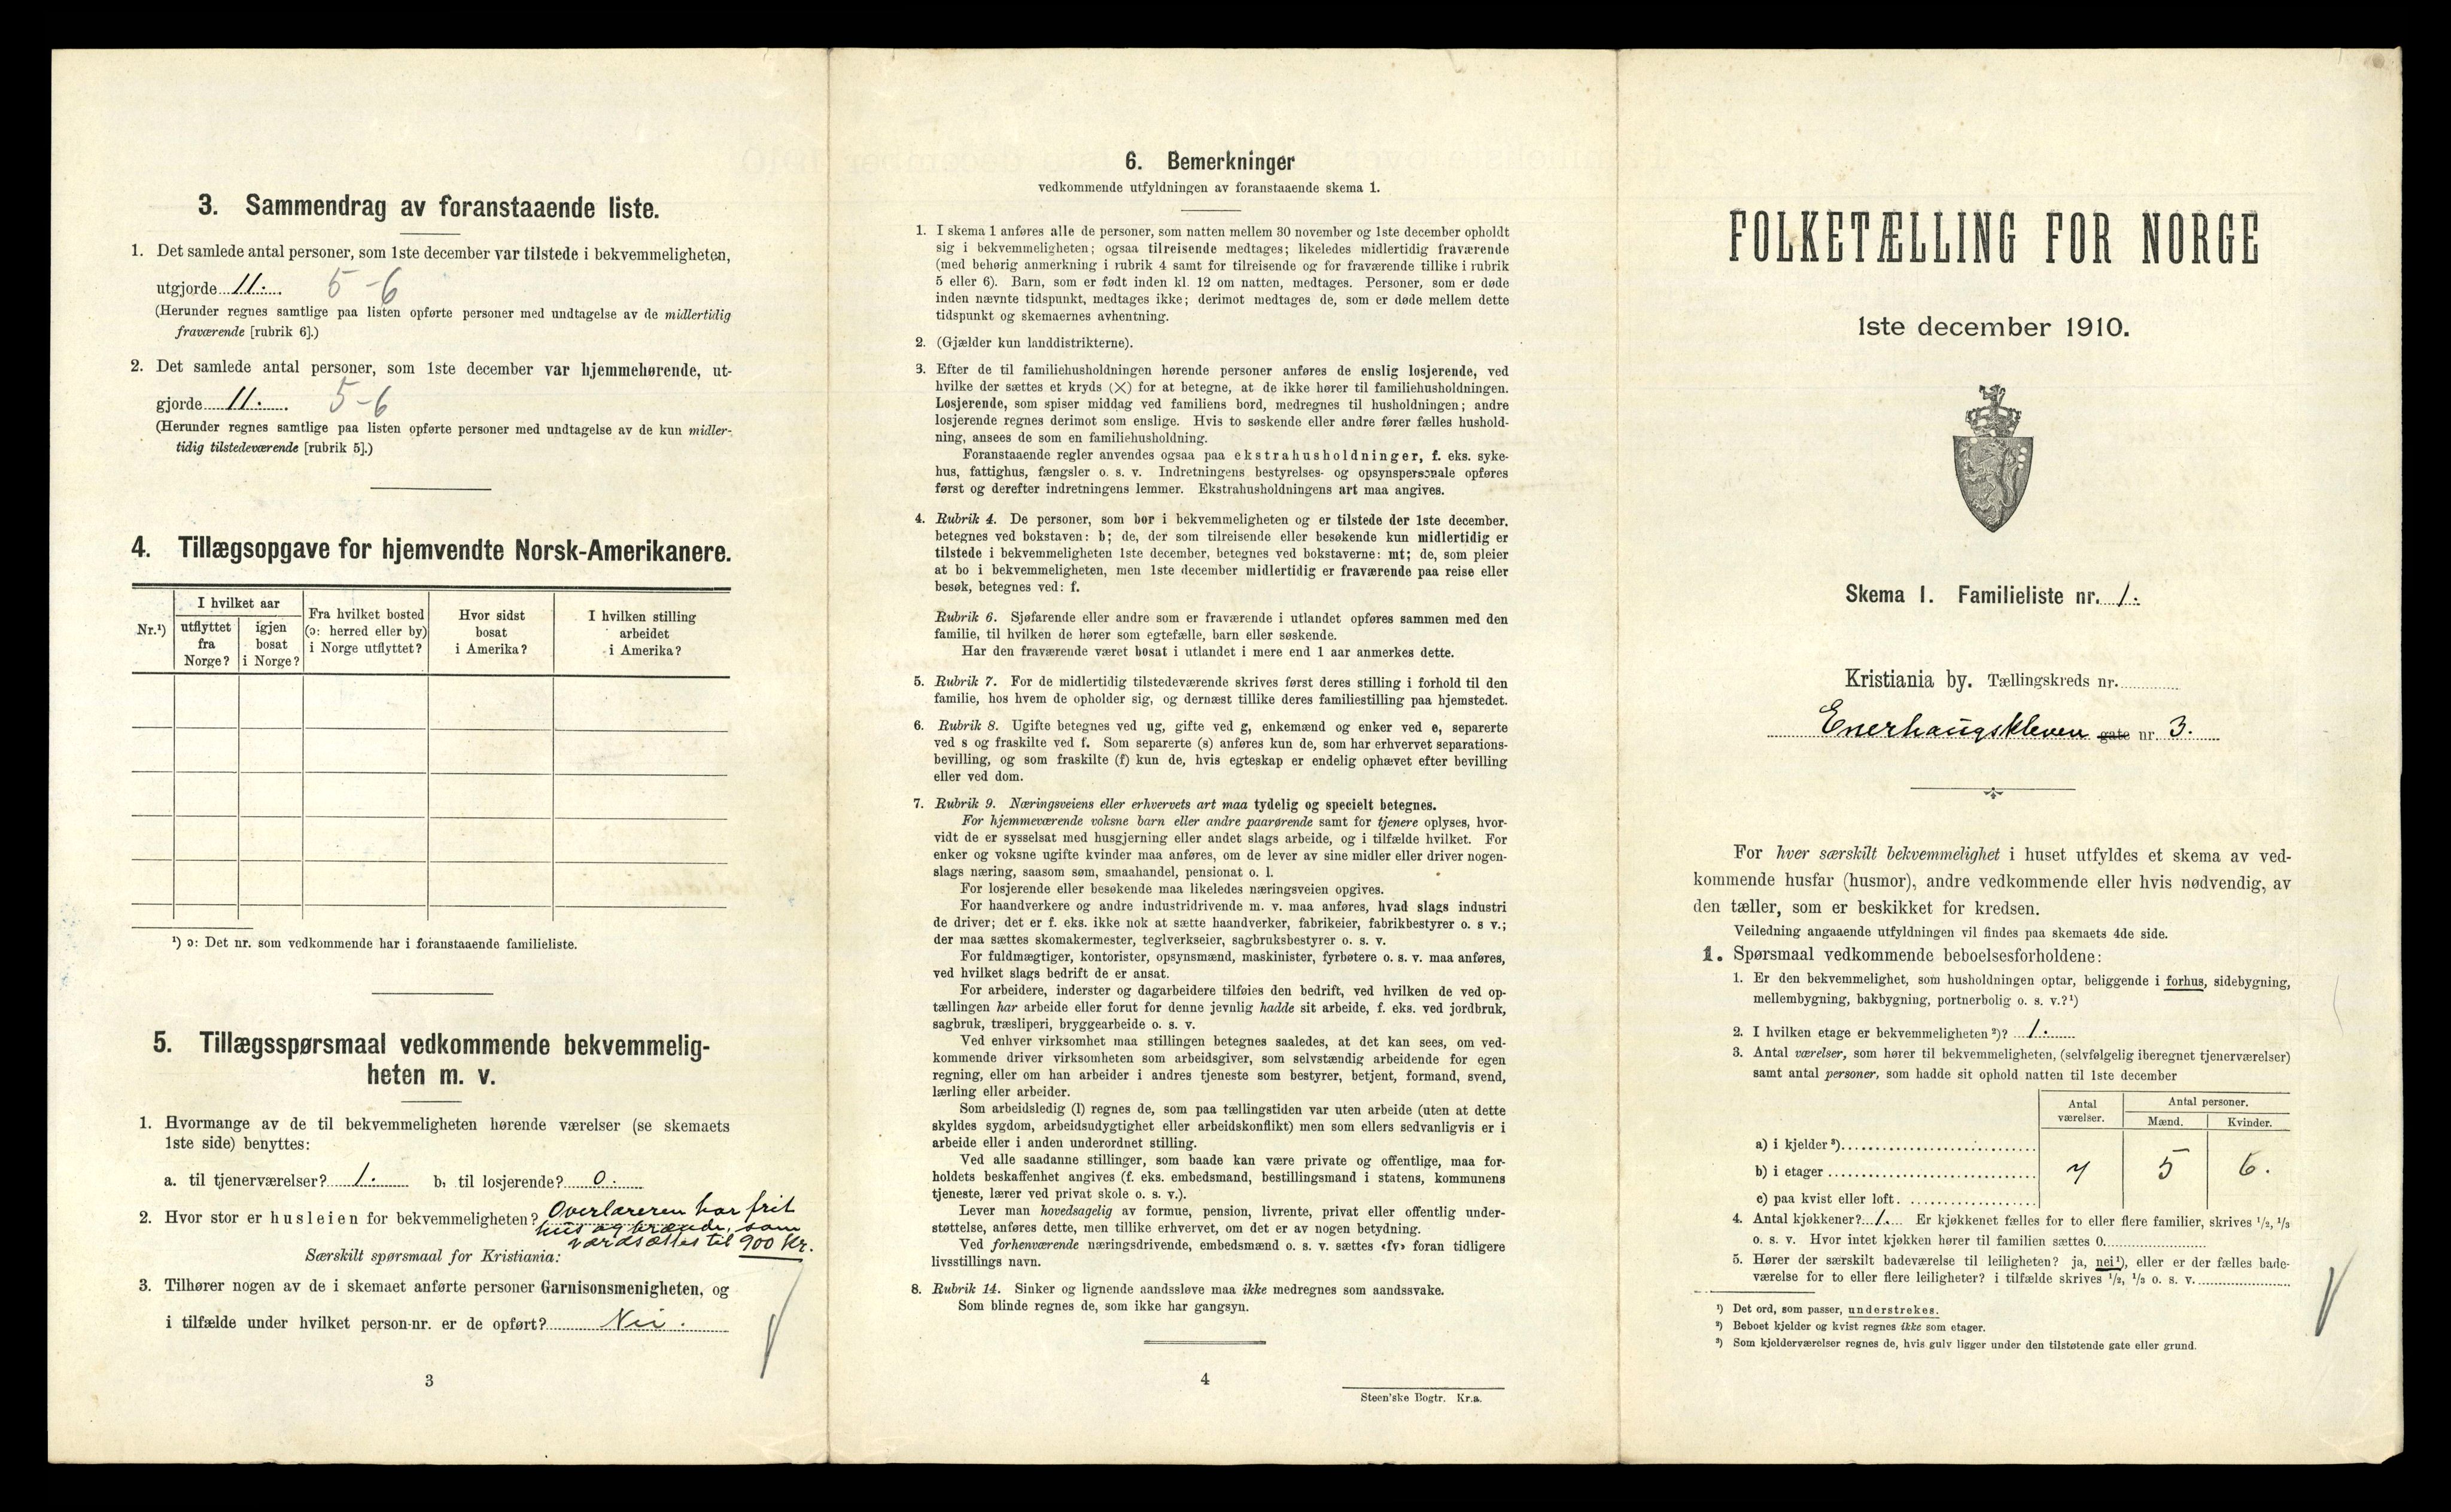 3. Sammendrag av foranstaaende liste.
1. Det samlede antal personer, som 1ste december var tilstede i bekvemmeligheten,
utgjorde 11. 5-6
(Herunder regnes samtlige paa listen opførte personer med undtagelse av de midlertidig
fraværende [rubrik 6].)
2. Det samlede antal personer, som 1ste december var hjemmehørende, ut-
gjorde 11. 5-6
(Herunder regnes samtlige paa listen opførte personer med undtagelse av de kun midler-
tidig tilstedeværende [rubrik 5].)
4. Tillægsopgave for hjemvendte Norsk-Amerikanere.
Nr.¹)
I hvilket aar
utflyttet
fra
Norge?
igjen
bosat
i Norge?
Fra hvilket bosted
(ɔ: herred eller by)
i Norge utflyttet?
Hvor sidst
bosat
i Amerika?
I hvilken stilling
arbeidet
i Amerika?
¹) ɔ: Det nr. som vedkommende har i foranstaaende familieliste.
5. Tillægsspørsmaal vedkommende bekvemmelig-
heten m. v.
1. Hvormange av de til bekvemmeligheten hørende værelser (se skemaets
1ste side) benyttes:
a. til tjenerværelser? 1. b. til losjerende? 0.
2. Hvor stor er husleien for bekvemmeligheten? Overlæreren har frit
hus og brænde, som
værdsættes til 900 Kr.
Særskilt spørsmaal for Kristiania:
3. Tilhører nogen av de i skemaet anførte personer Garnisonsmenigheten, og
i tilfælde under hvilket person-nr. er de opført? Nei.
3
6. Bemerkninger
vedkommende utfyldningen av foranstaaende skema 1.
1. I skema 1 anføres alle de personer, som natten mellem 30 november og 1ste december opholdt
sig i bekvemmeligheten; ogsaa tilreisende medtages; likeledes midlertidig fraværende
(med behørig anmerkning i rubrik 4 samt for tilreisende og for fraværende tillike i rubrik
5 eller 6). Barn, som er født inden kl. 12 om natten, medtages. Personer, som er døde
inden nævnte tidspunkt, medtages ikke; derimot medtages de, som er døde mellem dette
tidspunkt og skemaernes avhentning.
2. (Gjælder kun landdistrikterne).
3. Efter de til familiehusholdningen hørende personer anføres de enslig losjerende, ved
hvilke der sættes et kryds (×) for at betegne, at de ikke hører til familiehusholdningen.
Losjerende, som spiser middag ved familiens bord, medregnes til husholdningen; andre
losjerende regnes derimot som enslige. Hvis to søskende eller andre fører fælles hushold-
ning, ansees de som en familiehusholdning.
Foranstaaende regler anvendes ogsaa paa ekstrahusholdninger, f. eks. syke-
hus, fattighus, fængsler o. s. v. Indretningens bestyrelses- og opsynspersonale opføres
først og derefter indretningens lemmer. Ekstrahusholdningens art maa angives.
4. Rubrik 4. De personer, som bor i bekvemmeligheten og er tilstede der 1ste december,
betegnes ved bokstaven: b; de, der som tilreisende eller besøkende kun midlertidig er
tilstede i bekvemmeligheten 1ste december, betegnes ved bokstaverne: mt; de, som pleier
at bo i bekvemmeligheten, men 1ste december midlertidig er fraværende paa reise eller
besøk, betegnes ved: f.
Rubrik 6. Sjøfarende eller andre som er fraværende i utlandet opføres sammen med den
familie, til hvilken de hører som egtefælle, barn eller søskende.
Har den fraværende været bosat i utlandet i mere end 1 aar anmerkes dette.
5. Rubrik 7. For de midlertidig tilstedeværende skrives først deres stilling i forhold til den
familie, hos hvem de opholder sig, og dernæst tillike deres familiestilling paa hjemstedet.
6. Rubrik 8. Ugifte betegnes ved ug, gifte ved g, enkemænd og enker ved e, separerte
ved s og fraskilte ved f. Som separerte (s) anføres kun de, som har erhvervet separations-
bevilling, og som fraskilte (f) kun de, hvis egteskap er endelig ophævet efter bevilling
eller ved dom.
7. Rubrik 9. Næringsveiens eller erhvervets art maa tydelig og specielt betegnes.
For hjemmeværende voksne barn eller andre paarørende samt for tjenere oplyses, hvor-
vidt de er sysselsat med husgjerning eller andet slags arbeide, og i tilfælde hvilket. For
enker og voksne ugifte kvinder maa anføres, om de lever av sine midler eller driver nogen-
slags næring, saasom søm, smaahandel, pensionat o. l.
For losjerende eller besøkende maa likeledes næringsveien opgives.
For haandverkere og andre industridrivende m. v. maa anføres, hvad slags industri
de driver; det er f. eks. ikke nok at sætte haandverker, fabrikeier, fabrikbestyrer o. s v.;
der maa sættes skomakermester, teglverkseier, sagbruksbestyrer o. s. v.
For fuldmægtiger, kontorister, opsynsmænd, maskinister, fyrbøtere o. s. v. maa anføres,
ved hvilket slags bedrift de er ansat.
For arbeidere, inderster og dagarbeidere tilføies den bedrift, ved hvilken de ved op-
tællingen har arbeide eller forut for denne jevnlig hadde sit arbeide, f. eks. ved jordbruk,
sagbruk, træsliperi, bryggearbeide o. s. v.
Ved enhver virksomhet maa stillingen betegnes saaledes, at det kan sees, om ved-
kommende driver virksomheten som arbeidsgiver, som selvstændig arbeidende for egen
regning, eller om han arbeider i andres tjeneste som bestyrer, betjent, formand, svend,
lærling eller arbeider.
Som arbeidsledig (l) regnes de, som paa tællingstiden var uten arbeide (uten at dette
skyldes sygdom, arbeidsudygtighet eller arbeidskonflikt) men som ellers sedvanligvis er i
arbeide eller i anden underordnet stilling.
Ved alle saadanne stillinger, som baade kan være private og offentlige, maa for-
holdets beskaffenhet angives (f. eks. embedsmand, bestillingsmand i statens, kommunens
tjeneste, lærer ved privat skole o. s. v.).
Lever man hovedsagelig av formue, pension, livrente, privat eller offentlig under-
støttelse, anføres dette, men tillike erhvervet, om det er av nogen betydning.
Ved forhenværende næringsdrivende, embedsmænd o. s. v. sættes «fv» foran tidligere
livsstillings navn.
8. Rubrik 14. Sinker og lignende aandssløve maa ikke medregnes som aandssvake.
Som blinde regnes de, som ikke har gangsyn.
4
Steen'ske Bogtr. Kr.a.
FOLKETÆLLING FOR NORGE
1ste december 1910.
Skema 1. Familieliste nr. 1.
Kristiania by. Tællingskreds nr.
Enerhaugskleven gate nr. 3.
For hver særskilt bekvemmelighet i huset utfyldes et skema av ved-
kommende husfar (husmor), andre vedkommende eller hvis nødvendig, av
den tæller, som er beskikket for kredsen.
Veiledning angaaende utfyldningen vil findes paa skemaets 4de side.
1. Spørsmaal vedkommende beboelsesforholdene:
1. Er den bekvemmelighet, som husholdningen optar, beliggende i forhus, sidebygning,
mellembygning, bakbygning, portnerbolig o. s. v.?¹)
2. I hvilken etage er bekvemmeligheten²)? 1.
3. Antal værelser, som hører til bekvemmeligheten, (selvfølgelig iberegnet tjenerværelser)
samt antal personer, som hadde sit ophold natten til 1ste december
Antal
værelser.
Antal personer.
Mænd. Kvinder.
a) i kjelder³)
b) i etager 7 5 6.
c) paa kvist eller loft.
4. Antal kjøkkener? 1. Er kjøkkenet fælles for to eller flere familier, skrives ¹/₂, ¹/₃
o. s. v. Hvor intet kjøkken hører til familien sættes 0.
5. Hører der særskilt badeværelse til leiligheten? ja, nei¹), eller er der fælles bade-
værelse for to eller flere leiligheter? i tilfælde skrives ¹/₂, ¹/₃ o. s. v.
¹) Det ord, som passer, understrekes.
²) Beboet kjelder og kvist regnes ikke som etager.
³) Som kjelderværelser regnes de, hvis gulv ligger under den tilstøtende gate eller grund.